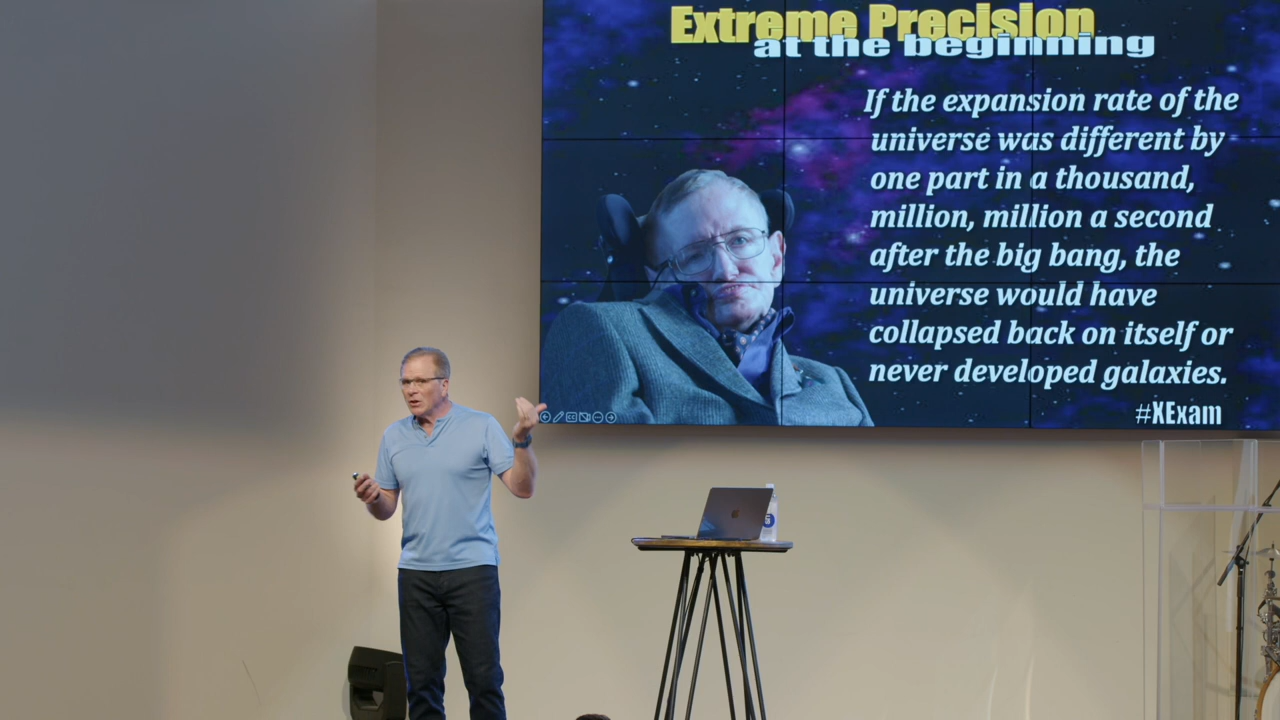 Extreme Precision
at the beginning
If the expansion rate of the
universe was different by
one part in a thousand,
million, million a second
after the big bang, the
universe would have
collapsed back on itself or
never developed galaxies.
#XExam